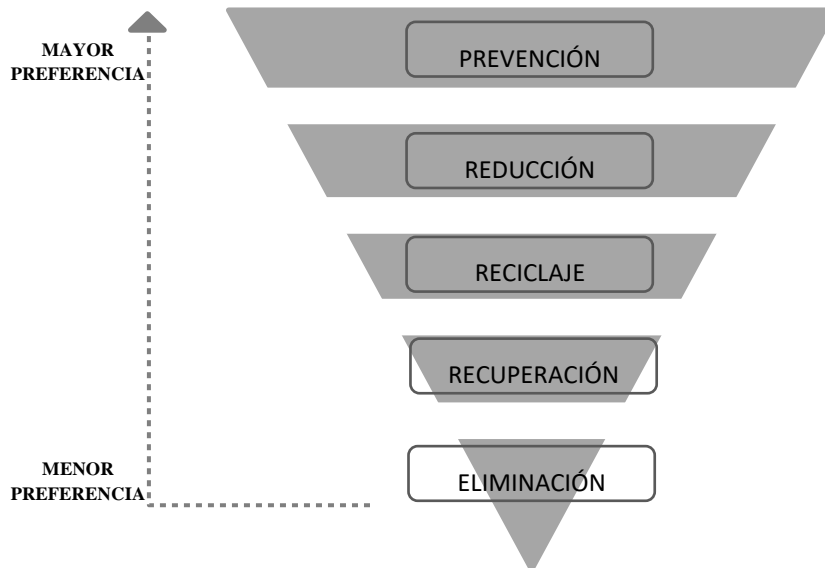 MAYOR
PREFERENCIA
PREVENCIÓN
REDUCCIÓN
RECICLAJE
RECUPERACIÓN
MENOR
PREFERENCIA
ELIMINACIÓN